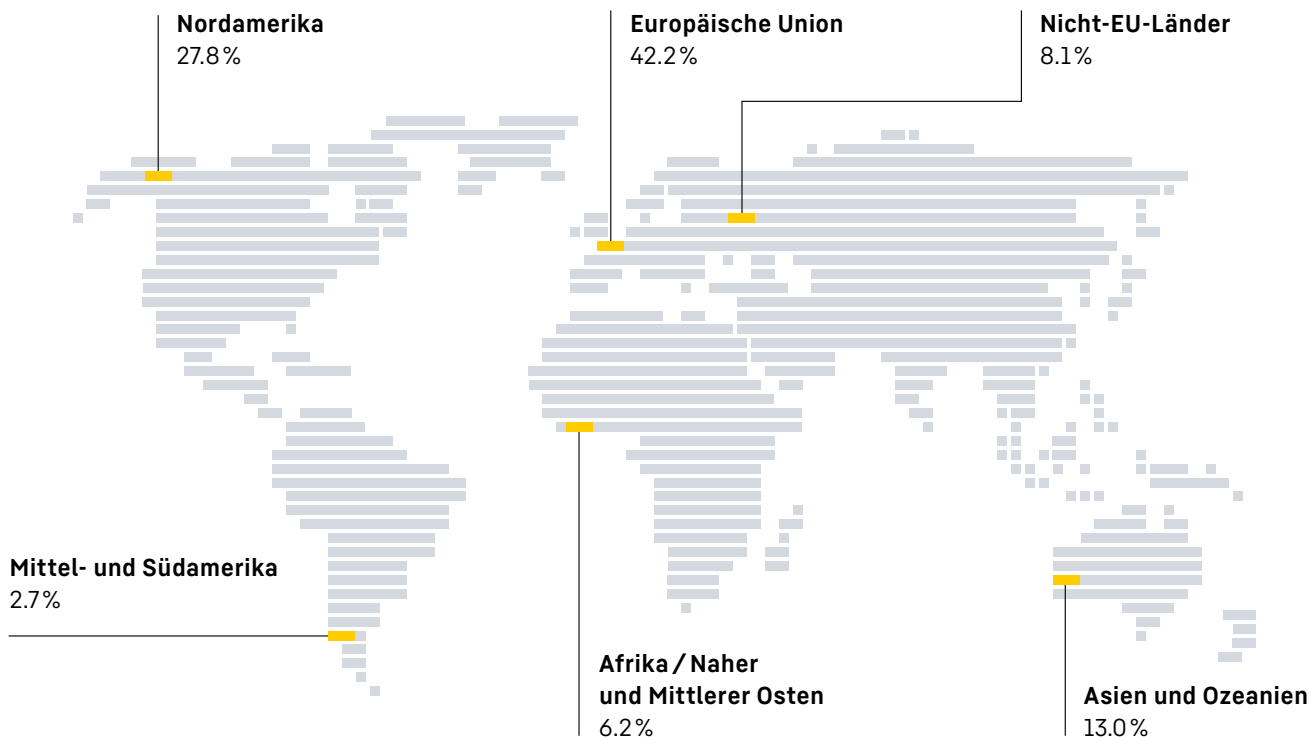 Nordamerika
27.8 %
Europäische Union
42.2 %
Nicht-EU-Länder
8.1 %
Mittel- und Südamerika
2.7 %
Afrika / Naher
und Mittlerer Osten
6.2 %
Asien und Ozeanien
13.0 %